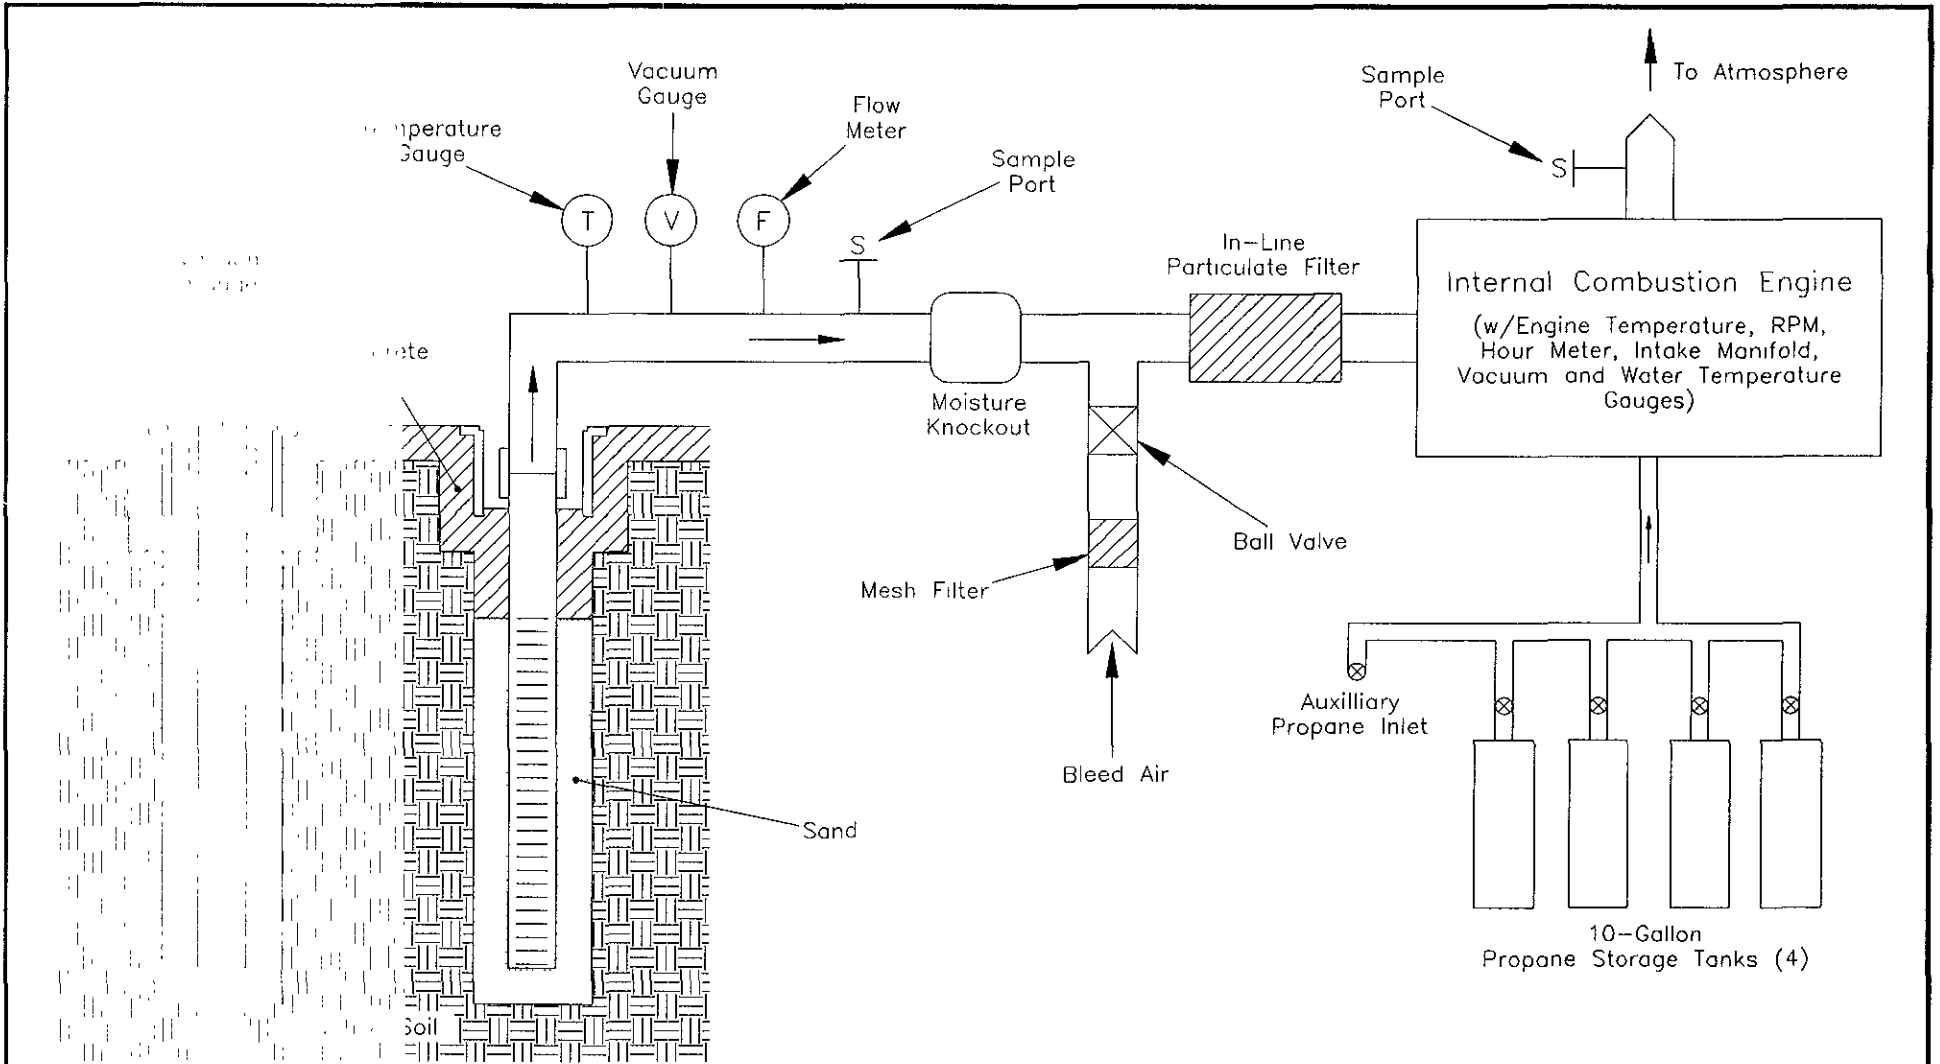 To Atmosphere
Sample
Port
Vacuum
Gauge
Flow
Meter
Gauge
Sample
Port
T
V
F
S
S
In-Line
Particulate Filter
Internal Combustion Engine
(w/Engine Temperature, RPM,
Hour Meter, Intake Manifold,
Vacuum and Water Temperature
Gauges)
Moisture
Knockout
Ball Valve
Mesh Filter
Auxilliary
Propane Inlet
Bleed Air
Sand
10-Gallon
Propane Storage Tanks (4)
Soil